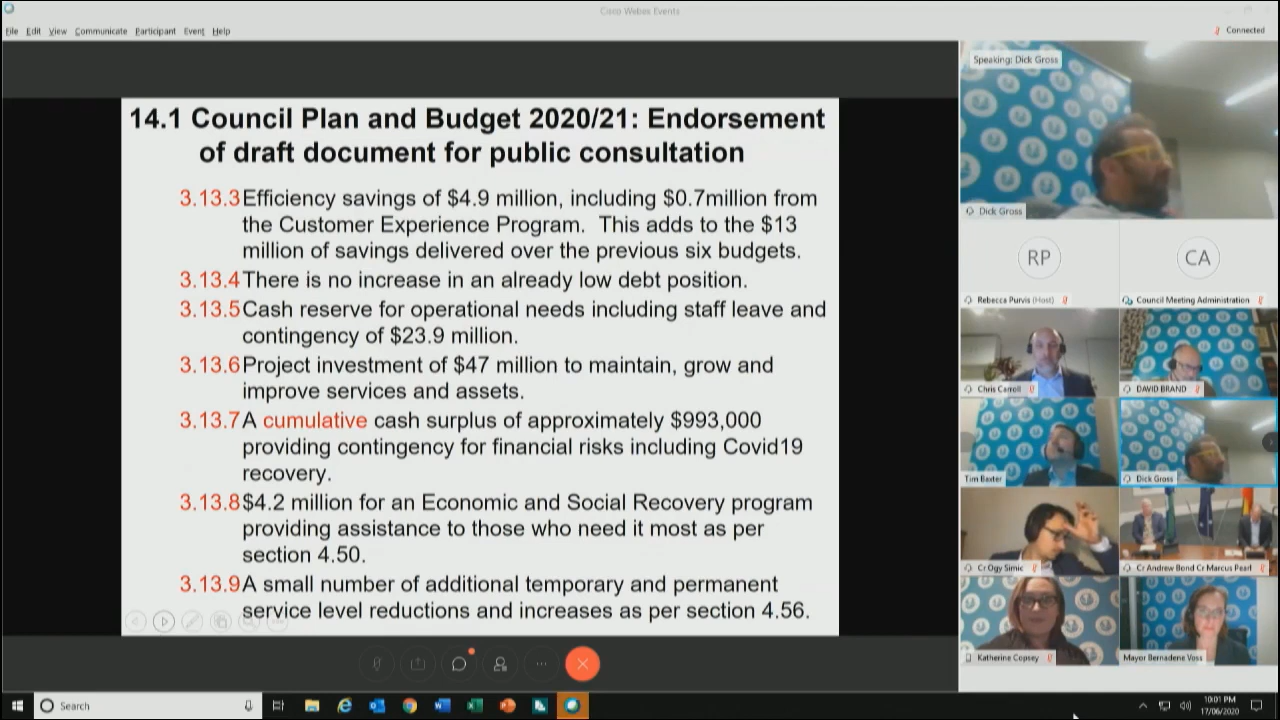 Cisco Webex Events
File Edit View Communicate Participant Event Help
Connected
14.1 Council Plan and Budget 2020/21: Endorsement
of draft document for public consultation
3.13.3 Efficiency savings of $4.9 million, including $0.7million from
the Customer Experience Program. This adds to the $13
million of savings delivered over the previous six budgets.
3.13.4 There is no increase in an already low debt position.
3.13.5 Cash reserve for operational needs including staff leave and
contingency of $23.9 million.
3.13.6 Project investment of $47 million to maintain, grow and
improve services and assets.
3.13.7 A cumulative cash surplus of approximately $993,000
providing contingency for financial risks including Covid19
recovery.
3.13.8 $4.2 million for an Economic and Social Recovery program
providing assistance to those who need it most as per
section 4.50.
3.13.9 A small number of additional temporary and permanent
service level reductions and increases as per section 4.56.
Speaking: Dick Gross
Dick Gross
RP
CA
Rebecca Purvis (Host)
Council Meeting Administration
Chris Carroll
DAVID BRAND
Tim Baxter
Dick Gross
Cr Ogy Simic
Cr Andrew Bond Cr Marcus Pearl
Katherine Copsey
Mayor Bernadene Voss
Search
10:01 PM
17/06/2020